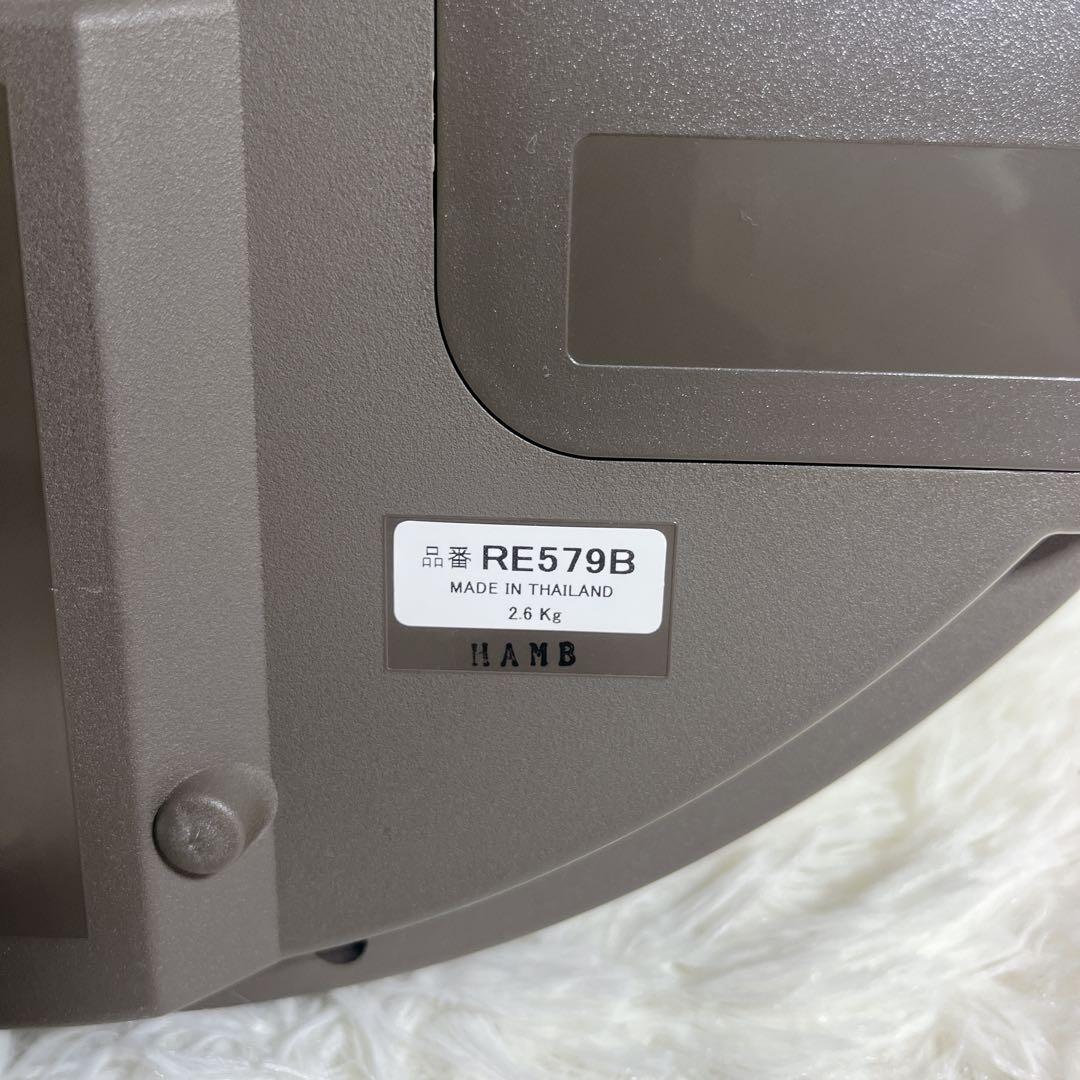 品番 RE579B
MADE IN THAILAND
2.6 Kg
HAMB